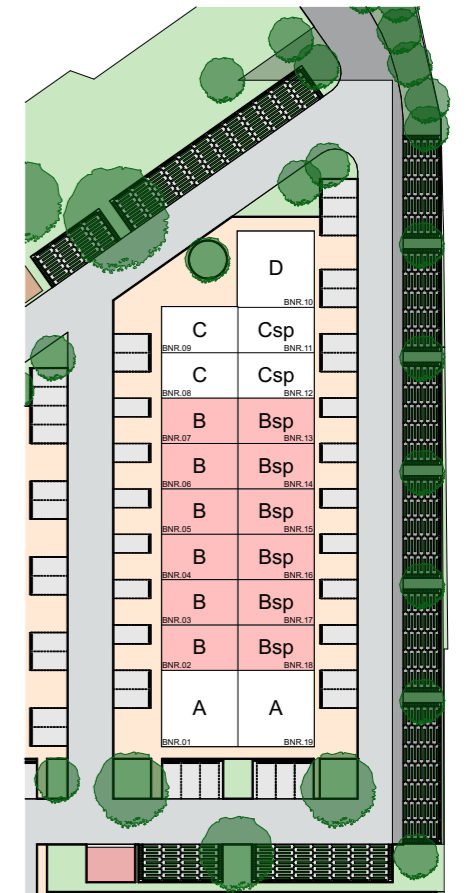 D
BNR.10
C
BNR.09
Csp
BNR.11
C
BNR.08
Csp
BNR.12
B
BNR.07
Bsp
BNR.13
B
BNR.06
Bsp
BNR.14
B
BNR.05
Bsp
BNR.15
B
BNR.04
Bsp
BNR.16
B
BNR.03
Bsp
BNR.17
B
BNR.02
Bsp
BNR.18
A
BNR.01
A
BNR.19